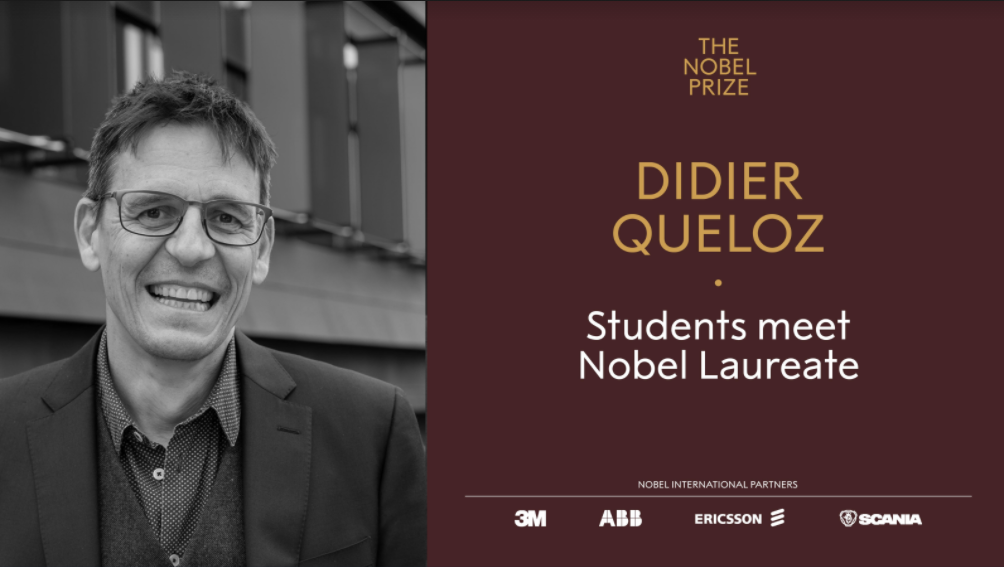 THE
NOBEL
PRIZE
DIDIER
QUELOZ
Students meet
Nobel Laureate
NOBEL INTERNATIONAL PARTNERS
3M ABB ERICSSON SCANIA